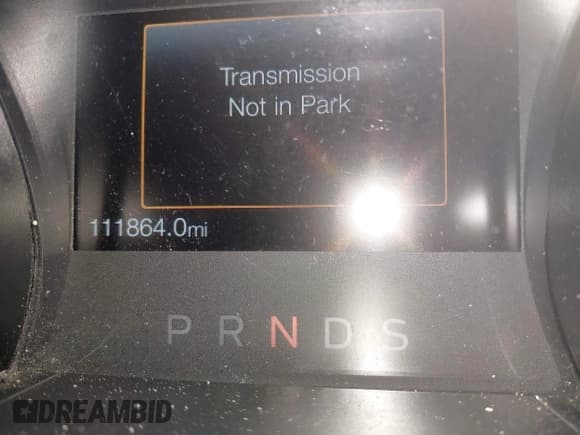 Transmission
Not in Park
111864.0mi
P R N D S
DREAMBID